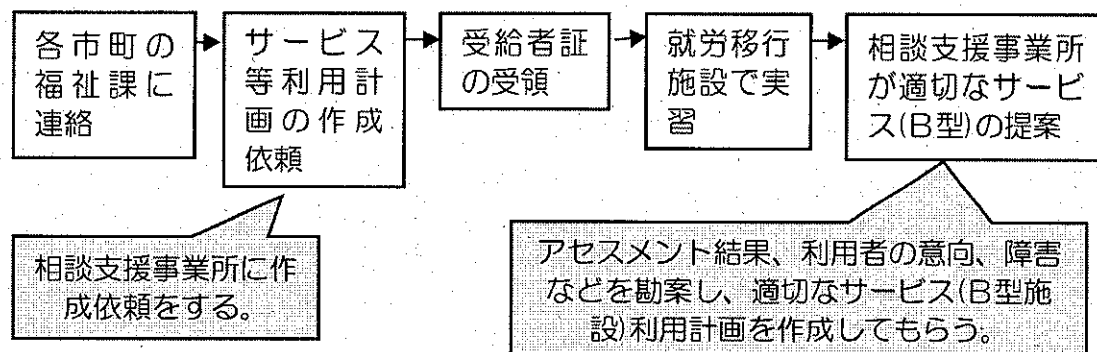 各市町の
福祉課に
連絡
サービス
等利用計
画の作成
依頼
受給者証
の受領
就労移行
施設で実
習
相談支援事業所
が適切なサービ
ス(B型)の提案
相談支援事業所に作
成依頼をする。
アセスメント結果、利用者の意向、障害
などを勘案し、適切なサービス(B型施
設)利用計画を作成してもらう。